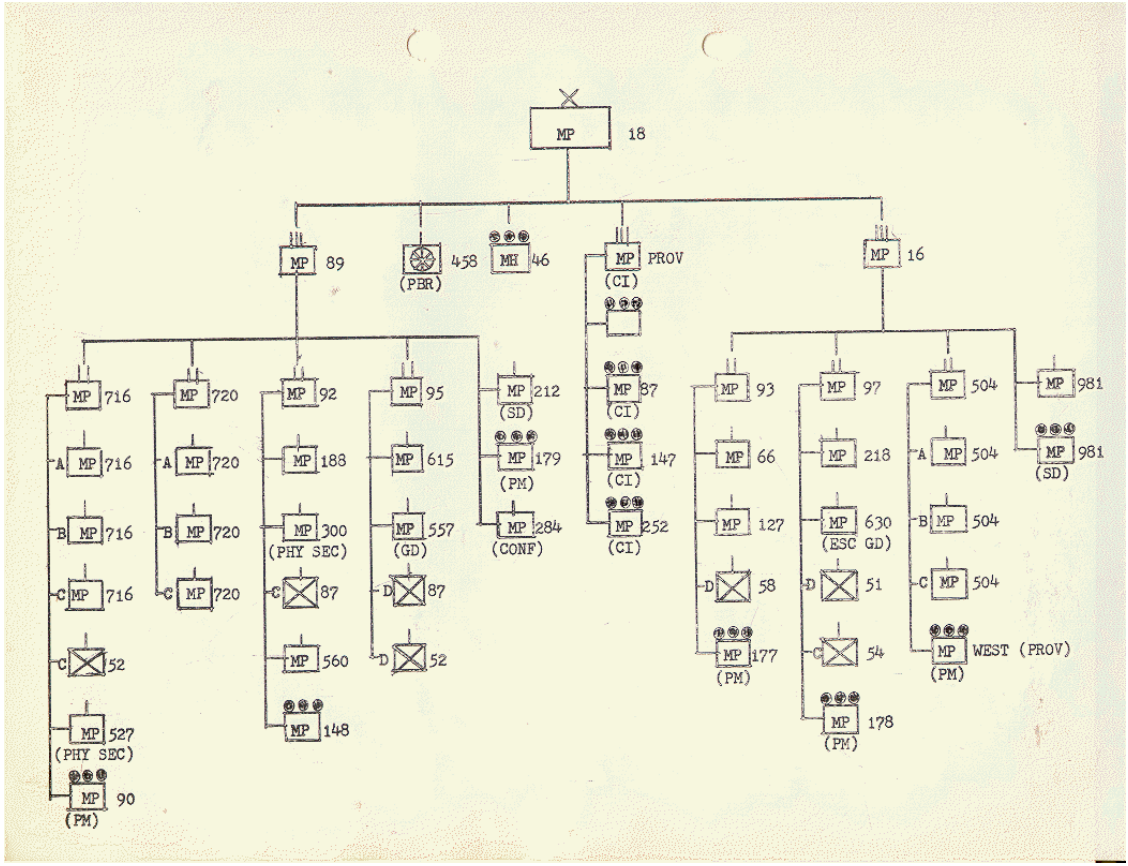 MP 18
MP 89
458
(PBR)
MH 46
MP PROV
(CI)
MP 16
MP 716
MP 720
MP 92
MP 95
MP 212
(SD)
MP 87
(CI)
MP 93
MP 97
MP 504
MP 981
A MP 716
A MP 720
MP 188
MP 615
MP 179
(PM)
MP 147
(CI)
MP 66
MP 218
A MP 504
MP 981
(SD)
B MP 716
B MP 720
MP 300
(PHY SEC)
MP 557
(GD)
MP 284
(CONF)
MP 252
(CI)
MP 127
MP 630
(ESC GD)
B MP 504
C MP 716
C MP 720
C 87
D 87
D 58
D 51
C MP 504
C 52
MP 560
D 52
MP 177
(PM)
C 54
MP WEST (PROV)
(PM)
MP 527
(PHY SEC)
MP 148
MP 178
(PM)
MP 90
(PM)